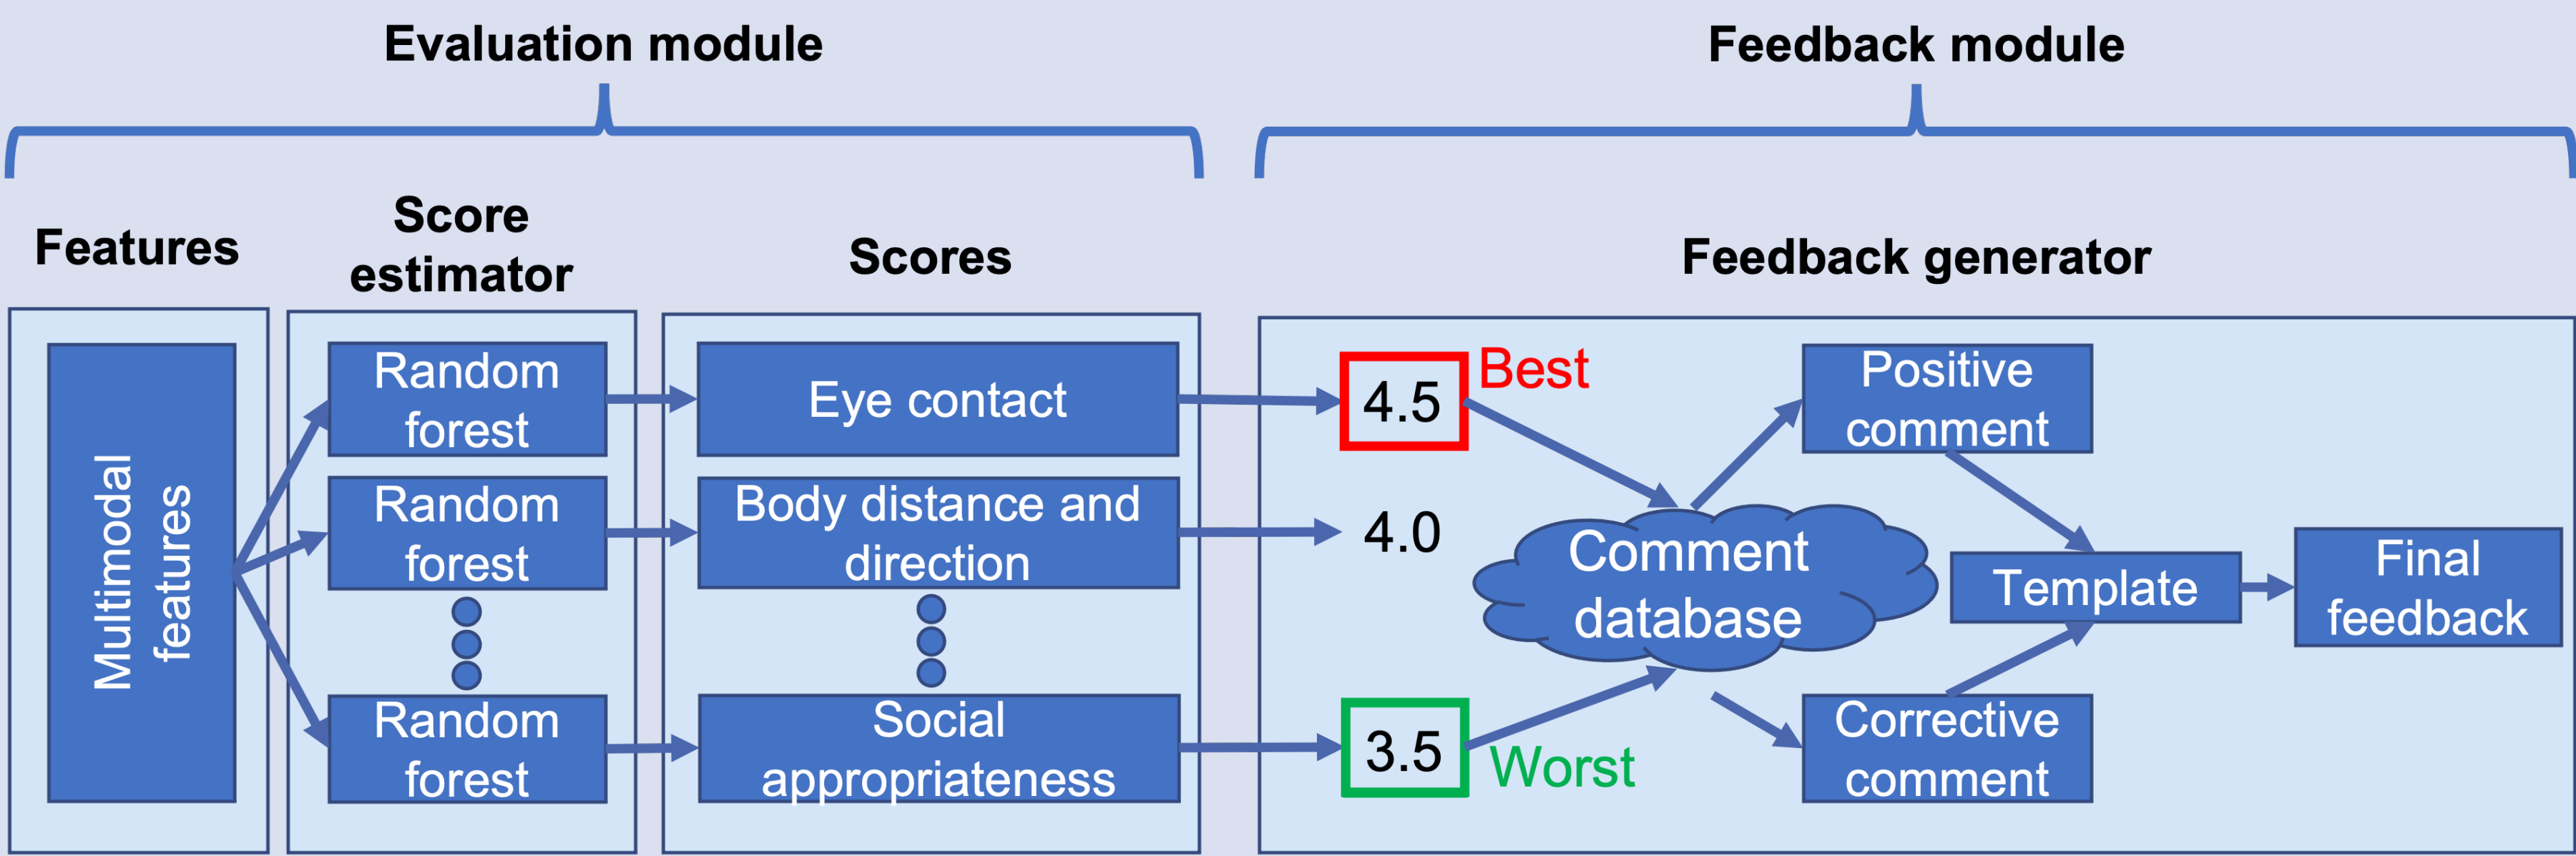 Evaluation module
Feedback module
Features
Score
estimator
Scores
Feedback generator
Multimodal
features
Random
forest
Random
forest
Random
forest
Eye contact
Body distance and
direction
Social
appropriateness
4.5
Best
4.0
3.5
Worst
Comment
database
Positive
comment
Corrective
comment
Template
Final
feedback